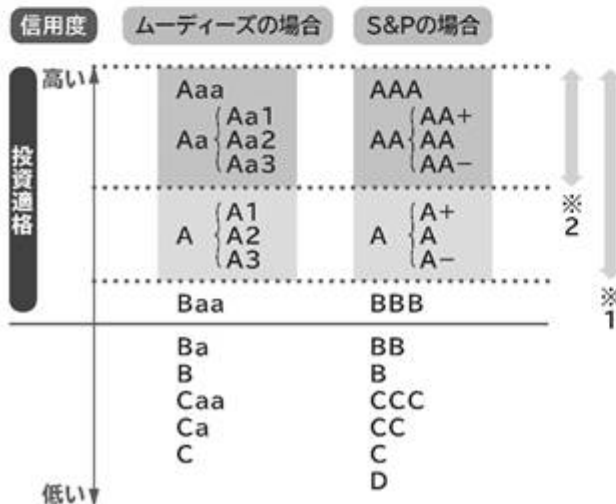 信用度 ムーディーズの場合 S&Pの場合
高い
投資適格
Aaa AAA
Aa1 AA+
Aa Aa2 AA AA
Aa3 AA−
※2
A1 A+
A A2 A A
A3 A−
※1
Baa BBB
Ba BB
B B
Caa CCC
Ca CC
C C
低い D